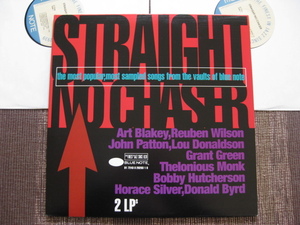 STRAIGHT
the most popular, most sampled songs from the vaults of blue note
NO CHASER
Art Blakey,Reuben Wilson
John Patton,Lou Donaldson
Grant Green
Thelonious Monk
Bobby Hutcherson
Horace Silver,Donald Byrd
BLUE NOTE
2 LPs